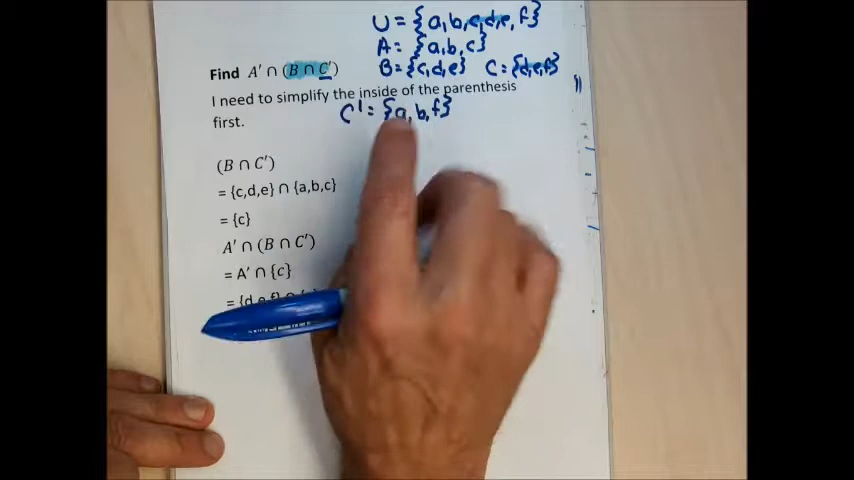 U = {a,b,c,d,e,f}
A = {a,b,c}
Find A′ ∩ (B ∩ C′) B = {c,d,e} C = {d,e,f}
I need to simplify the inside of the parenthesis
first. C' = {a,b,f}
(B ∩ C′)
= {c,d,e} ∩ {a,b,c}
= {c}
A′ ∩ (B ∩ C′)
= A′ ∩ {c}
= {d,e,f} ∩